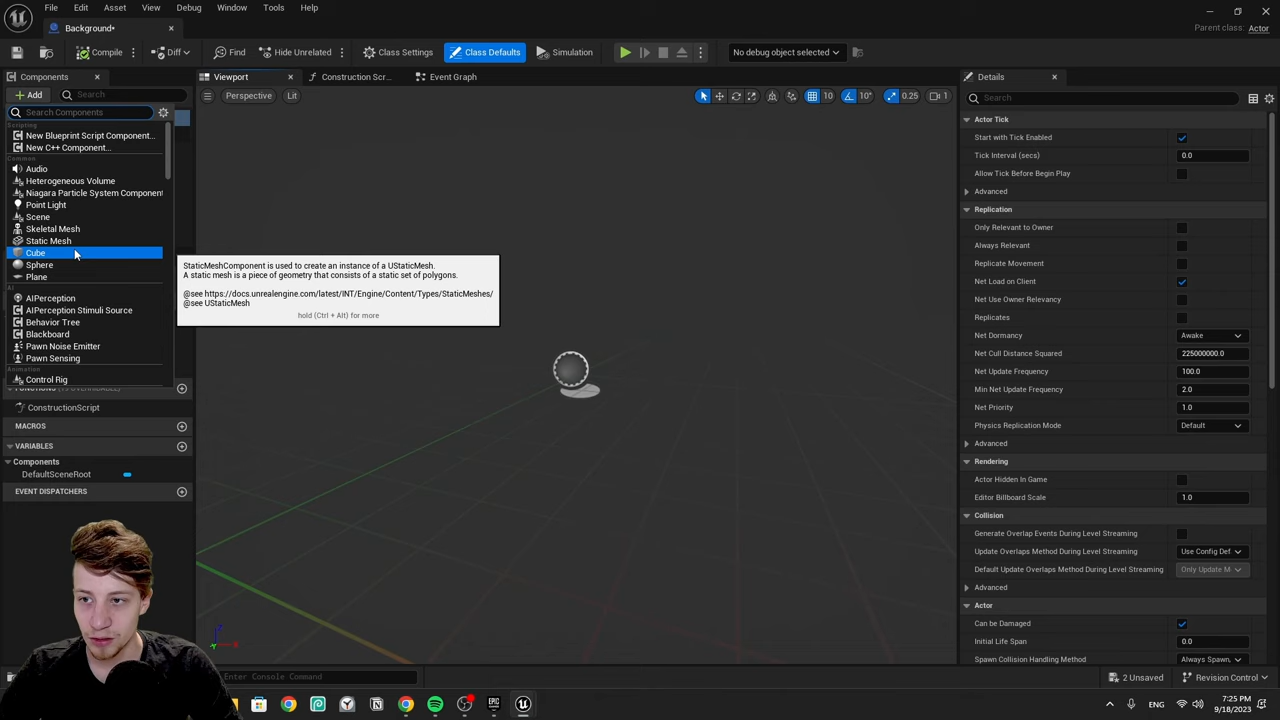 File Edit Asset View Debug Window Tools Help
Background*
Parent class: Actor
Compile Diff Find Hide Unrelated Class Settings Class Defaults Simulation No debug object selected
Components
Add Search
Search Components
Scripting
New Blueprint Script Component...
New C++ Component...
Common
Audio
Heterogeneous Volume
Niagara Particle System Component
Point Light
Scene
Skeletal Mesh
Static Mesh
Cube
Sphere
Plane
AI
AIPerception
AIPerception Stimuli Source
Behavior Tree
Blackboard
Pawn Noise Emitter
Pawn Sensing
Animation
Control Rig
ConstructionScript
MACROS
VARIABLES
Components
DefaultSceneRoot
EVENT DISPATCHERS
Viewport Construction Scr... Event Graph
Perspective Lit 10 10° 0.25 1
StaticMeshComponent is used to create an instance of a UStaticMesh.
A static mesh is a piece of geometry that consists of a static set of polygons.
@see https://docs.unrealengine.com/latest/INT/Engine/Content/Types/StaticMeshes/
@see UStaticMesh
hold (Ctrl + Alt) for more
Enter Console Command
Details
Search
Actor Tick
Start with Tick Enabled
Tick Interval (secs) 0.0
Allow Tick Before Begin Play
Advanced
Replication
Only Relevant to Owner
Always Relevant
Replicate Movement
Net Load on Client
Net Use Owner Relevancy
Replicates
Net Dormancy Awake
Net Cull Distance Squared 225000000.0
Net Update Frequency 100.0
Min Net Update Frequency 2.0
Net Priority 1.0
Physics Replication Mode Default
Advanced
Rendering
Actor Hidden In Game
Editor Billboard Scale 1.0
Collision
Generate Overlap Events During Level Streaming
Update Overlaps Method During Level Streaming Use Config Def
Default Update Overlaps Method During Level Streaming Only Update M
Advanced
Actor
Can be Damaged
Initial Life Span 0.0
Spawn Collision Handling Method Always Spawn,
2 Unsaved Revision Control
ENG 7:25 PM
9/18/2023